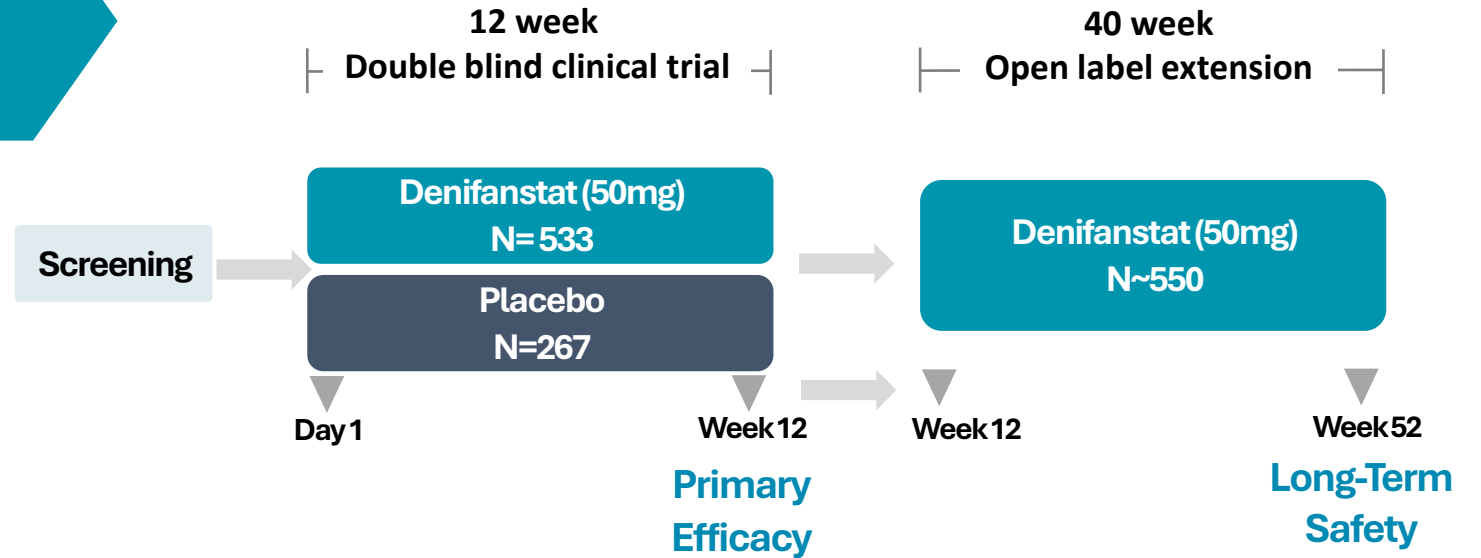 12 week
Double blind clinical trial
40 week
Open label extension
Screening
Denifanstat (50mg)
N= 533
Placebo
N=267
Denifanstat (50mg)
N~550
Day 1
Week 12
Primary
Efficacy
Week 12
Week 52
Long-Term
Safety